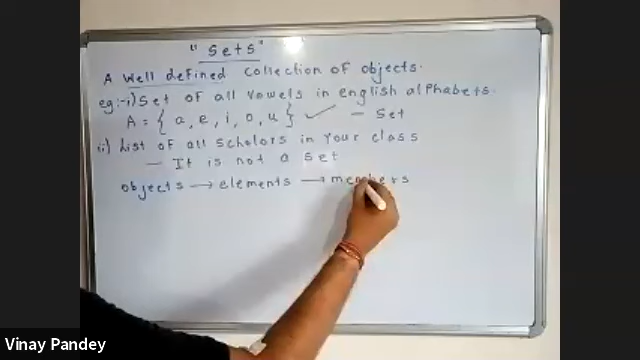 "Sets"
A Well defined collection of objects.
eg:-i) Set of all vowels in english alphabets.
A = { a, e, i, o, u } ✓ - Set
ii) List of all Scholors in Your class
- It is not a set
objects → elements → members
Vinay Pandey